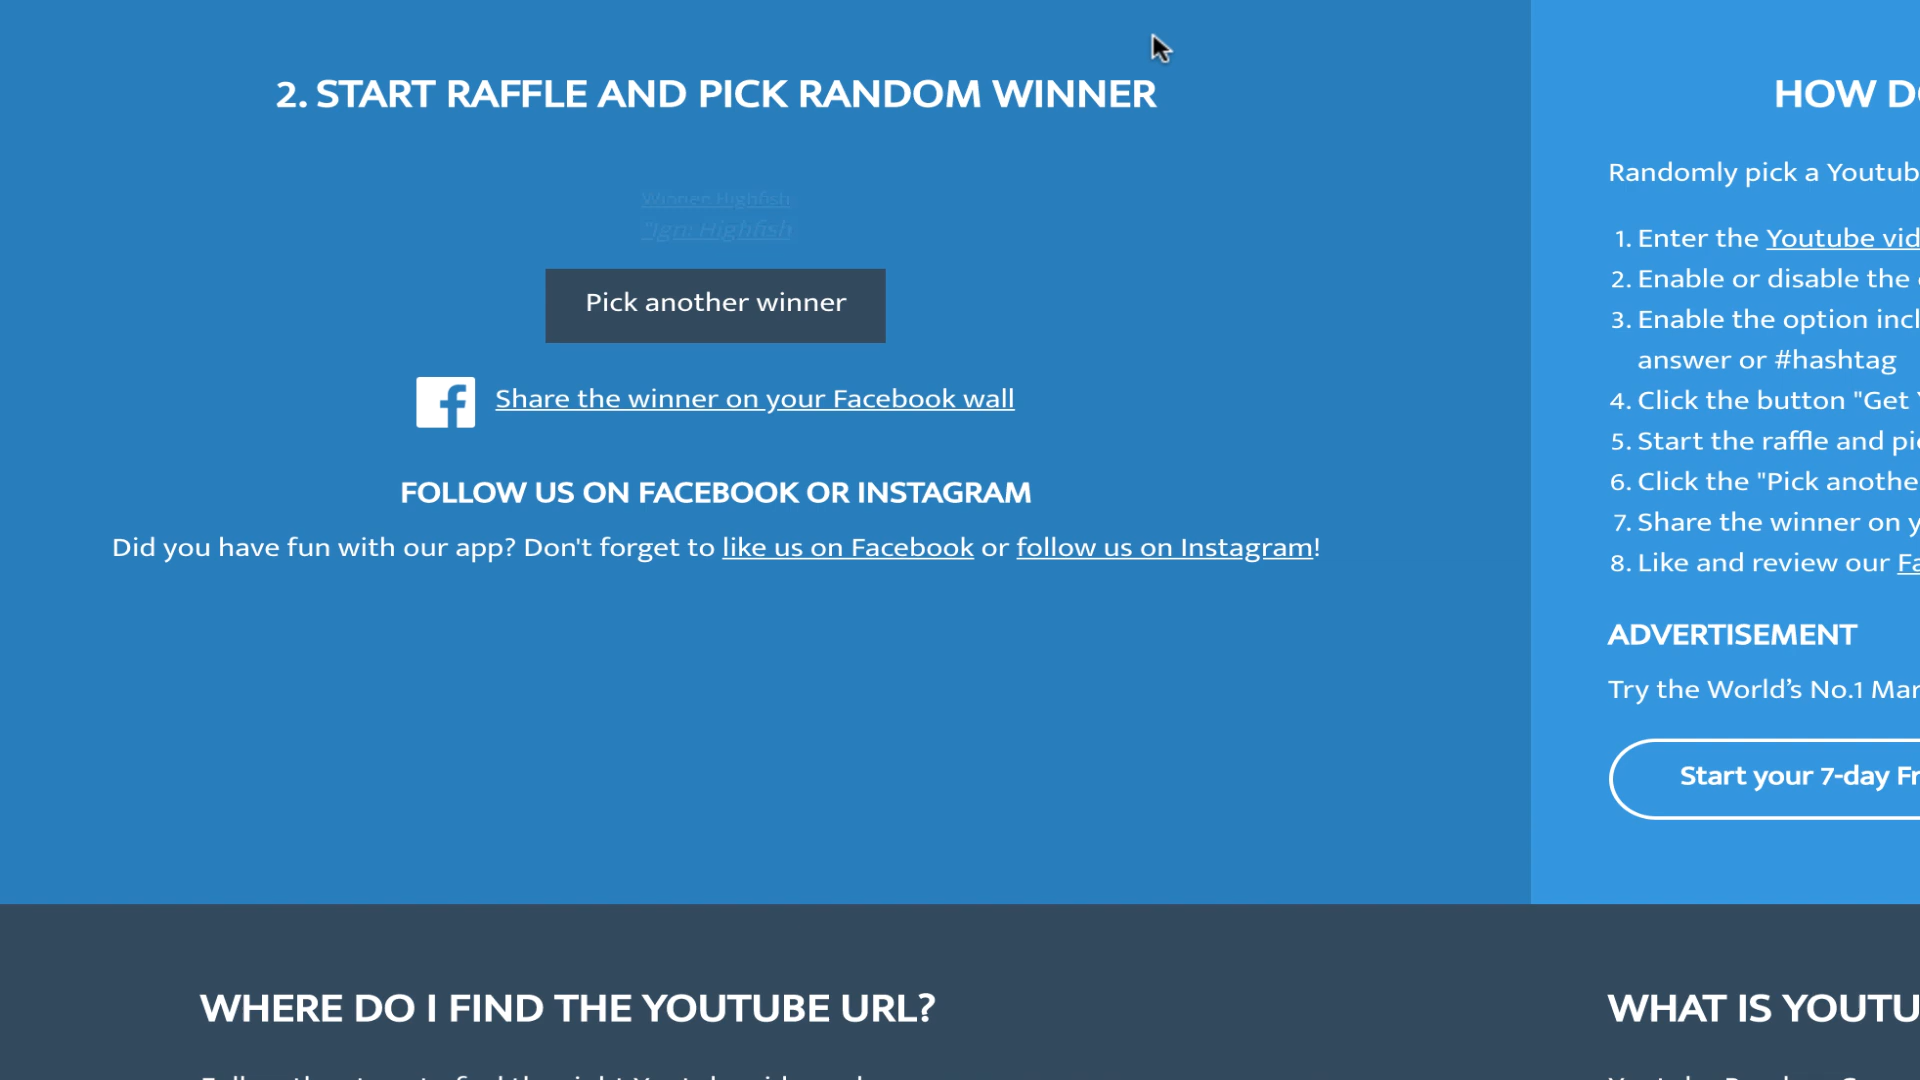 2. START RAFFLE AND PICK RANDOM WINNER
Winner: Highfish
"Ign: Highfish
Pick another winner
Share the winner on your Facebook wall
FOLLOW US ON FACEBOOK OR INSTAGRAM
Did you have fun with our app? Don't forget to like us on Facebook or follow us on Instagram!
HOW DO
Randomly pick a Youtub
1. Enter the Youtube vid
2. Enable or disable the
3. Enable the option incl
answer or #hashtag
4. Click the button "Get
5. Start the raffle and pi
6. Click the "Pick anothe
7. Share the winner on y
8. Like and review our Fa
ADVERTISEMENT
Try the World's No.1 Mar
Start your 7-day Fr
WHERE DO I FIND THE YOUTUBE URL?
WHAT IS YOUTU